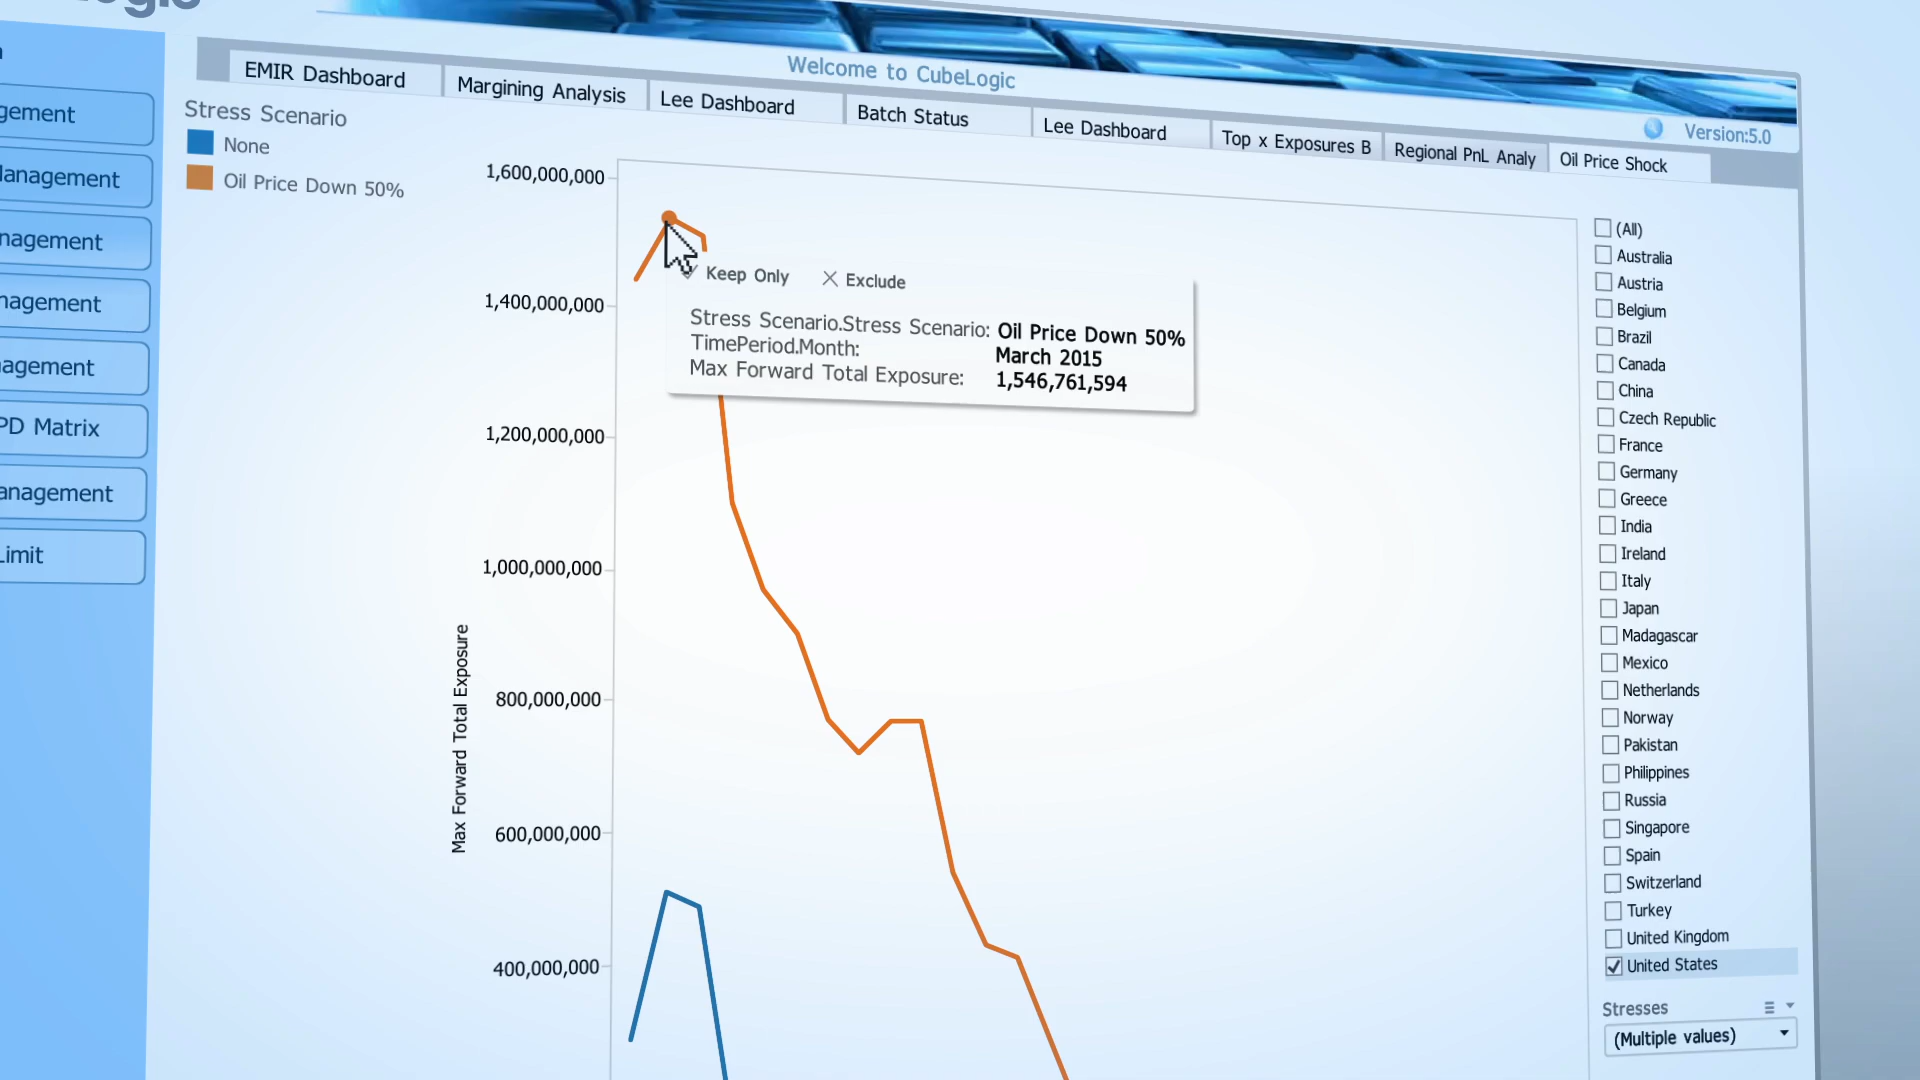 Welcome to CubeLogic
Version:5.0
EMIR Dashboard
Margining Analysis
Lee Dashboard
Batch Status
Lee Dashboard
Top x Exposures B
Regional PnL Analy
Oil Price Shock
gement
anagement
nagement
nagement
agement
PD Matrix
anagement
Limit
Stress Scenario
None
Oil Price Down 50%
1,600,000,000
1,400,000,000
1,200,000,000
1,000,000,000
800,000,000
600,000,000
400,000,000
Max Forward Total Exposure
Keep Only
Exclude
Stress Scenario.Stress Scenario: Oil Price Down 50%
TimePeriod.Month: March 2015
Max Forward Total Exposure: 1,546,761,594
(All)
Australia
Austria
Belgium
Brazil
Canada
China
Czech Republic
France
Germany
Greece
India
Ireland
Italy
Japan
Madagascar
Mexico
Netherlands
Norway
Pakistan
Philippines
Russia
Singapore
Spain
Switzerland
Turkey
United Kingdom
United States
Stresses
(Multiple values)